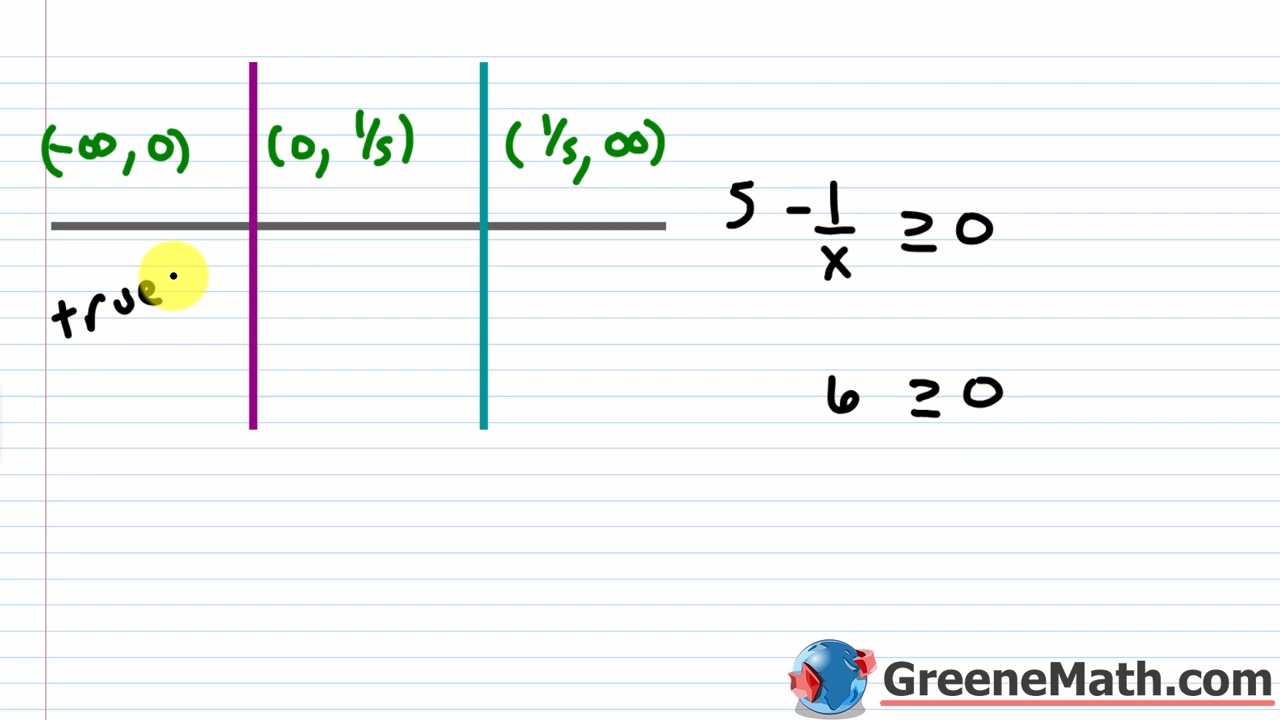 (-∞, 0) (0, 1/5) (1/5, ∞)
5 - 1/x ≥ 0
true
6 ≥ 0
GreeneMath.com